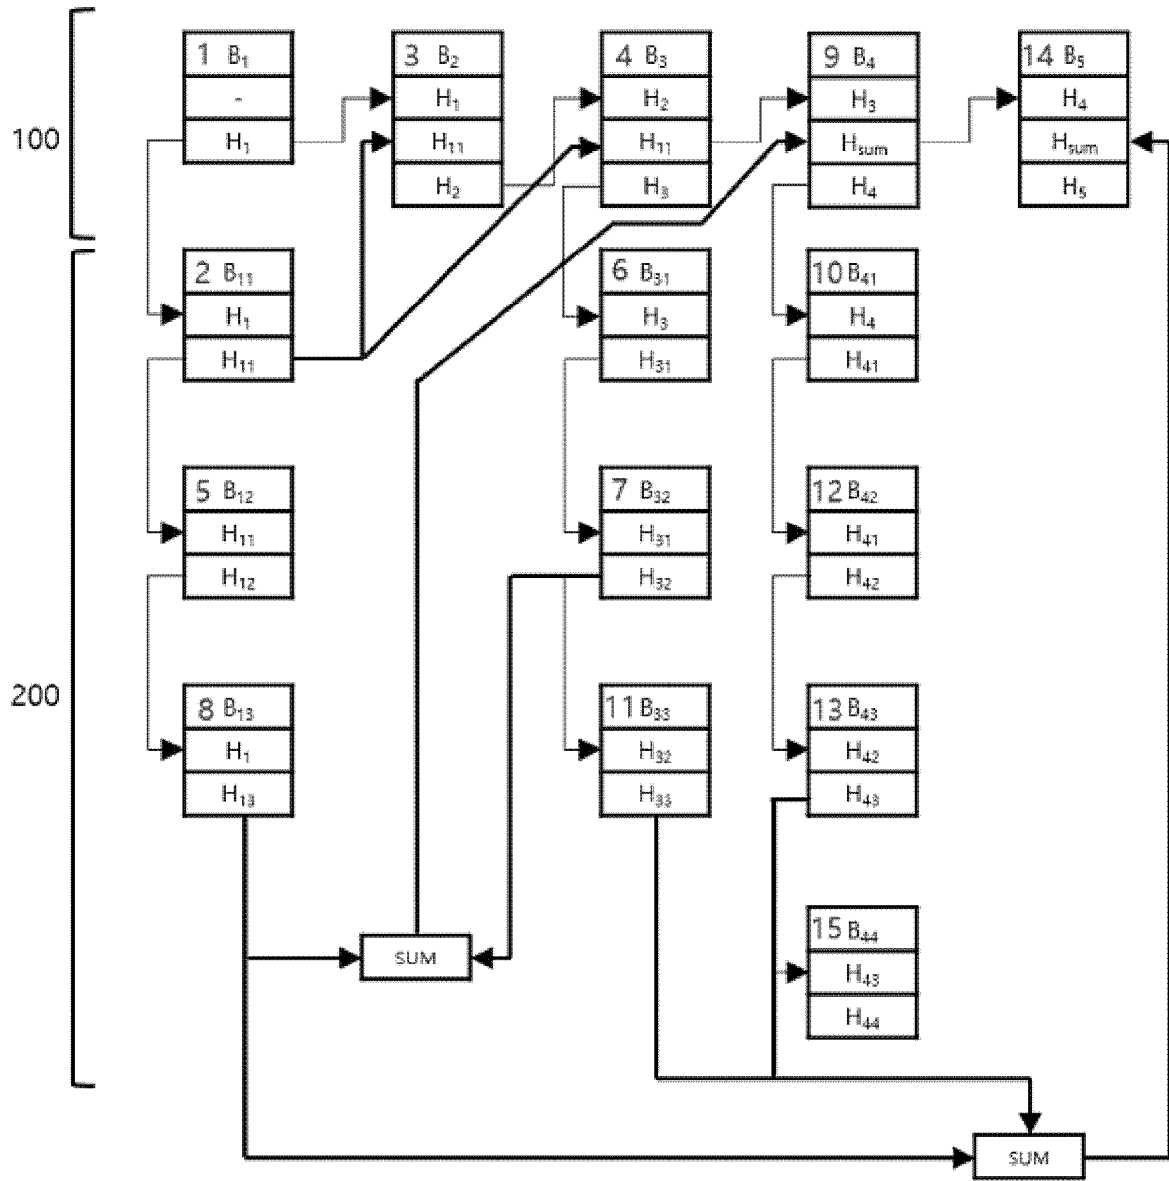 100
1 B₁
-
H₁
3 B₂
H₁
H₁₁
H₂
4 B₃
H₂
H₁₁
H₃
9 B₄
H₃
Hsum
H₄
14 B₅
H₄
Hsum
H₅
200
2 B₁₁
H₁
H₁₁
6 B₃₁
H₃
H₃₁
10 B₄₁
H₄
H₄₁
5 B₁₂
H₁₁
H₁₂
7 B₃₂
H₃₁
H₃₂
12 B₄₂
H₄₁
H₄₂
8 B₁₃
H₁
H₁₃
11 B₃₃
H₃₂
H₃₃
13 B₄₃
H₄₂
H₄₃
SUM
15 B₄₄
H₄₃
H₄₄
SUM